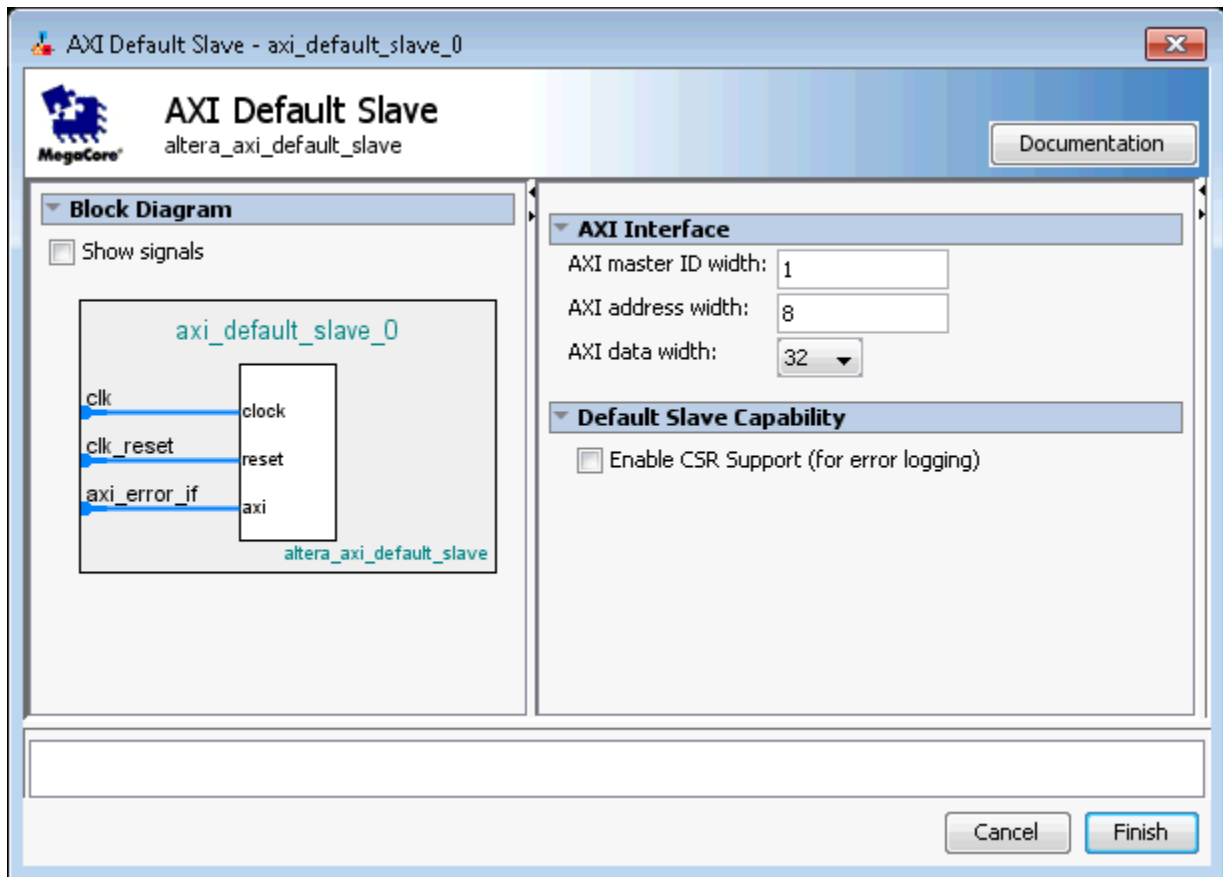 AXI Default Slave - axi_default_slave_0
AXI Default Slave
altera_axi_default_slave
MegaCore®
Documentation
Block Diagram
Show signals
axi_default_slave_0
clk
clock
clk_reset
reset
axi_error_if
axi
altera_axi_default_slave
AXI Interface
AXI master ID width: 1
AXI address width: 8
AXI data width: 32
Default Slave Capability
Enable CSR Support (for error logging)
Cancel
Finish